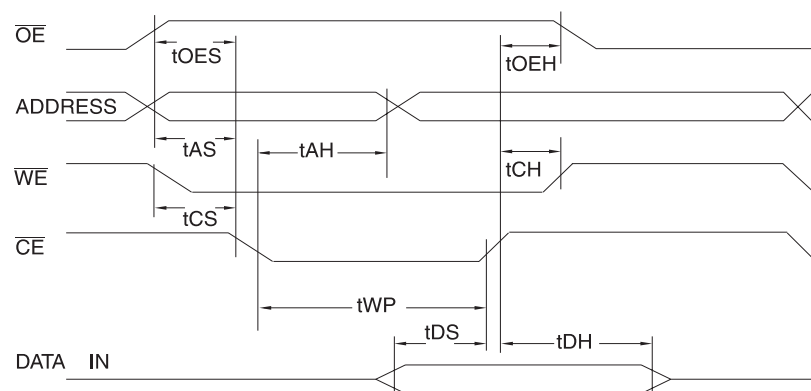 OE
tOES
tOEH
ADDRESS
tAS
tAH
WE
tCH
tCS
CE
tWP
tDS
tDH
DATA IN